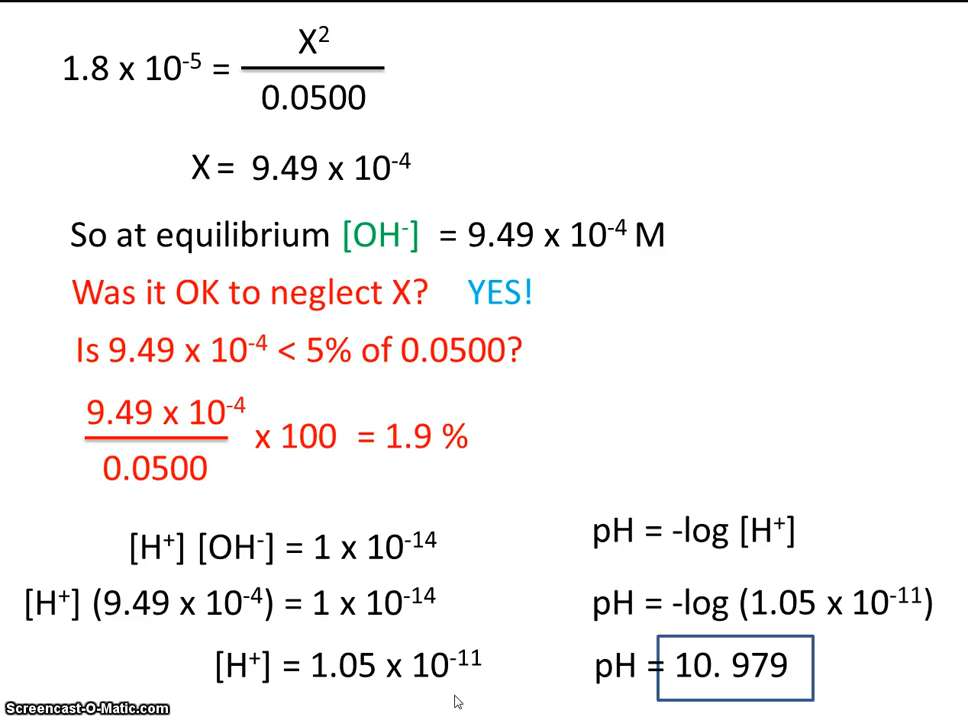 1.8 x 10⁻⁵ = X² / 0.0500
X = 9.49 x 10⁻⁴
So at equilibrium [OH⁻] = 9.49 x 10⁻⁴ M
Was it OK to neglect X? YES!
Is 9.49 x 10⁻⁴ < 5% of 0.0500?
9.49 x 10⁻⁴ / 0.0500 x 100 = 1.9 %
[H⁺] [OH⁻] = 1 x 10⁻¹⁴
[H⁺] (9.49 x 10⁻⁴) = 1 x 10⁻¹⁴
[H⁺] = 1.05 x 10⁻¹¹
pH = -log [H⁺]
pH = -log (1.05 x 10⁻¹¹)
pH = 10. 979
Screencast-O-Matic.com